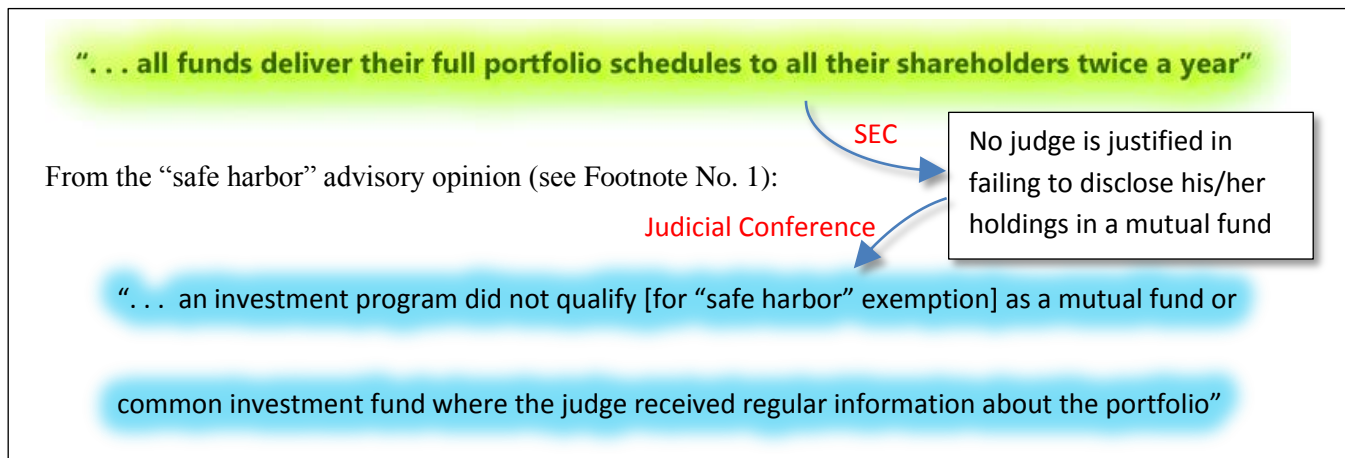 “. . . all funds deliver their full portfolio schedules to all their shareholders twice a year”
SEC
No judge is justified in
failing to disclose his/her
holdings in a mutual fund
From the “safe harbor” advisory opinion (see Footnote No. 1):
Judicial Conference
“. . .  an investment program did not qualify [for “safe harbor” exemption] as a mutual fund or
common investment fund where the judge received regular information about the portfolio”